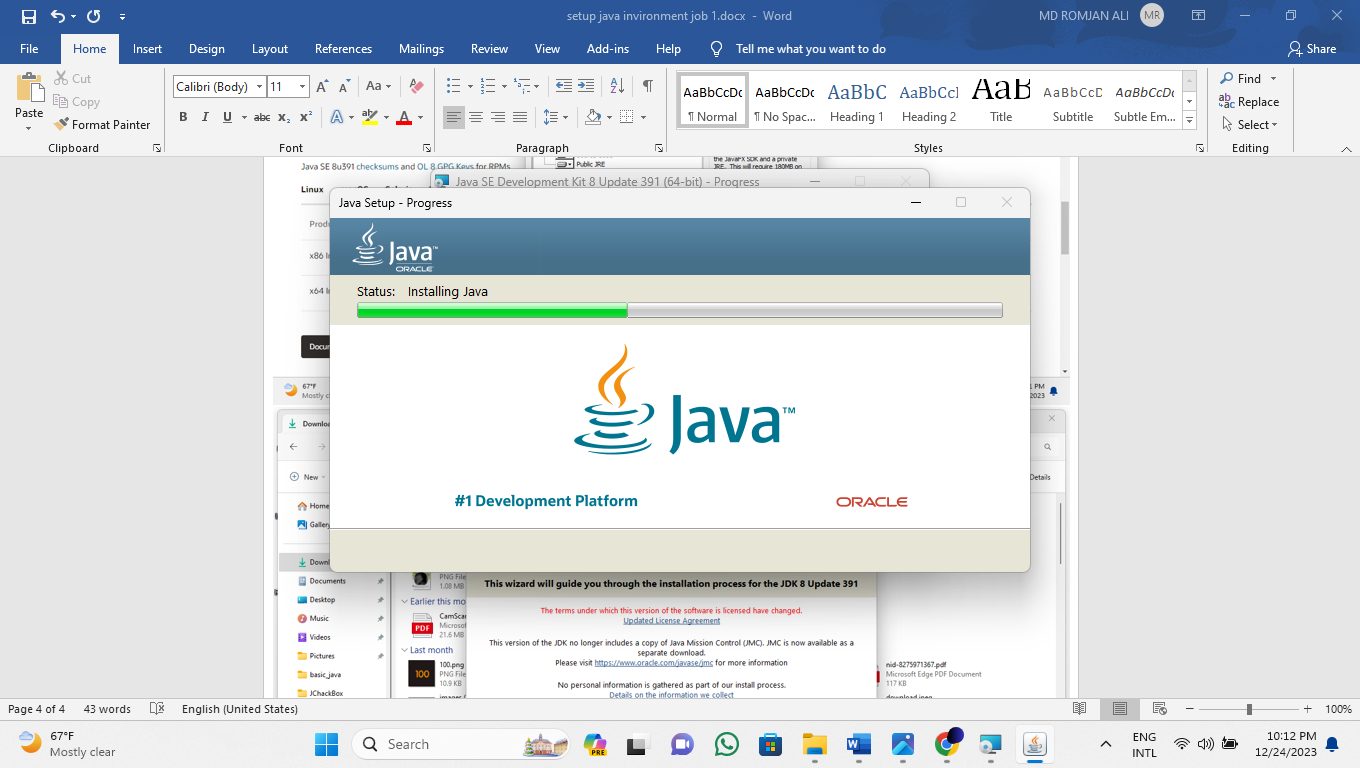 setup java invironment job 1.docx - Word
MD ROMJAN ALI MR
File Home Insert Design Layout References Mailings Review View Add-ins Help Tell me what you want to do Share
Paste Cut
Copy
Format Painter
Calibri (Body) 11
AaBbCcDc AaBbCcDc AaBbC AaBbCcI AaB AaBbCcD AaBbCcDc
¶ Normal ¶ No Spac... Heading 1 Heading 2 Title Subtitle Subtle Em...
Find
Replace
Select
Clipboard Font Paragraph Styles Editing
Java SE 8u391 checksums and OL 8 GPG Keys for RPMs
Public JRE
the JavaFX SDK and a private
JRE. This will require 180MB on
Linux
Java SE Development Kit 8 Update 391 (64-bit) - Progress
Java Setup - Progress
Java
ORACLE
Status: Installing Java
Java™
#1 Development Platform
ORACLE
67°F
Mostly
New
Details
Home
Documents
Desktop
Music
Videos
Pictures
basic_java
JChackBox
PNG File
1.08 MB
Earlier this mo
PDF
21.6 MB
Last month
100
100.png
PNG File
10.9 KB
This wizard will guide you through the installation process for the JDK 8 Update 391
The terms under which this version of the software is licensed have changed.
Updated License Agreement
This version of the JDK no longer includes a copy of Java Mission Control (JMC). JMC is now available as a
separate download.
Please visit https://www.oracle.com/javase/jmc for more information
No personal information is gathered as part of our install process.
Details on the information we collect
nid-8275971367.pdf
Microsoft Edge PDF Document
117 KB
Page 4 of 4 43 words English (United States) 100%
67°F
Mostly clear
Search
PRE
ENG
INTL
10:12 PM
12/24/2023